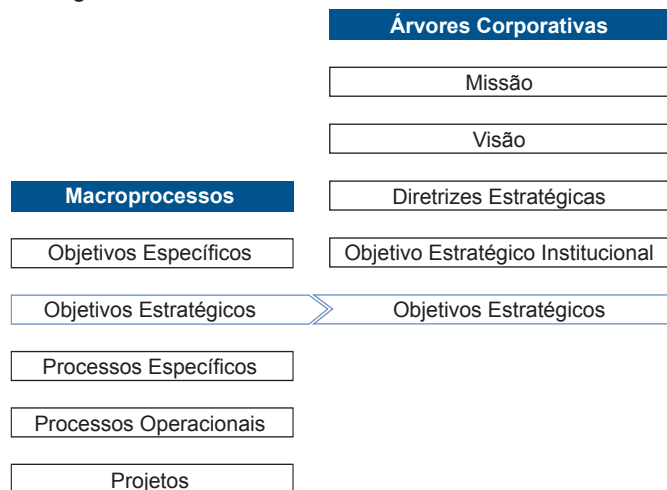 Árvores Corporativas
Missão
Visão
Macroprocessos
Diretrizes Estratégicas
Objetivos Específicos
Objetivo Estratégico Institucional
Objetivos Estratégicos
Objetivos Estratégicos
Processos Específicos
Processos Operacionais
Projetos